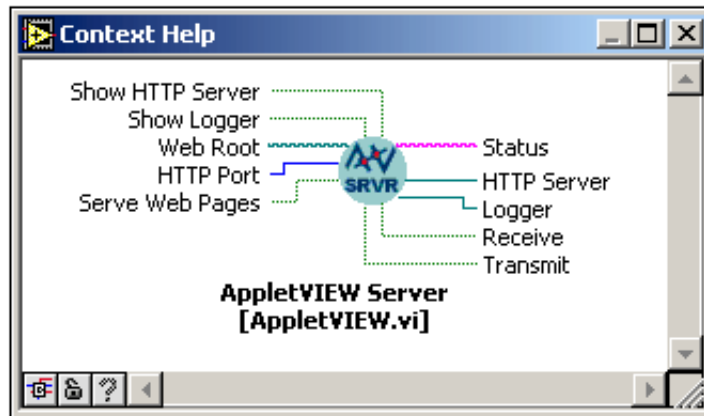 Context Help
Show HTTP Server
Show Logger
Web Root
HTTP Port
Serve Web Pages
SRVR
Status
HTTP Server
Logger
Receive
Transmit
AppletVIEW Server
[AppletVIEW.vi]
?